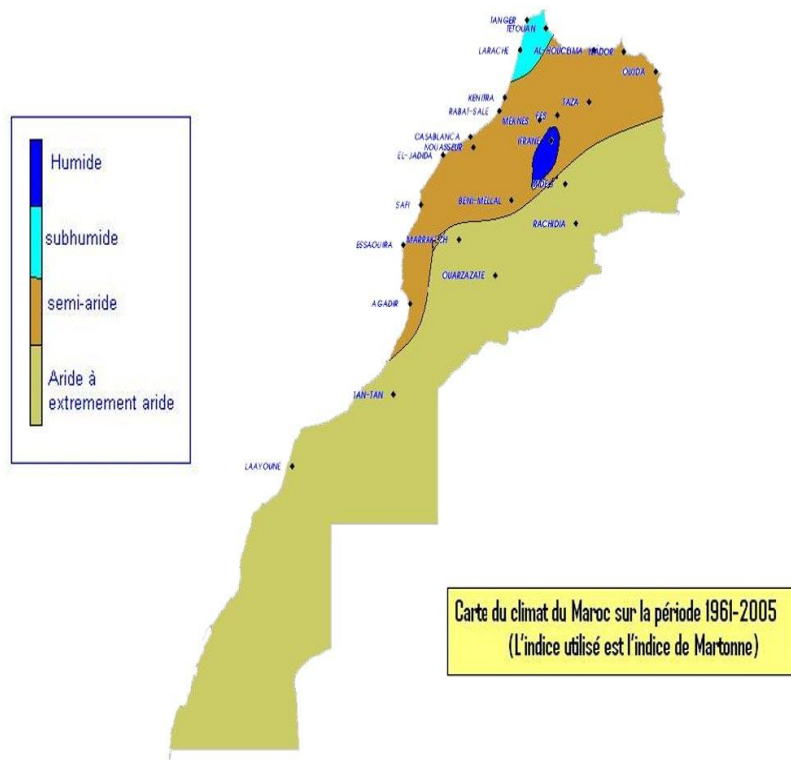 TANGER
TETOUAN
LARACHE
AL-HOUCEIMA
OUJDA
KENITRA
TAZA
RABAT-SALE
MEKNES
FES
CASABLANCA
IFRANE
NOUASSEUR
EL-JADIDA
BENI-MELLAL
SAFI
RACHIDIA
MARRAKECH
ESSAOUIRA
OUARZAZATE
AGADIR
TAN-TAN
LAAYOUNE
Humide
subhumide
semi-aride
Aride à
extremement aride
Carte du climat du Maroc sur la période 1961-2005
(L'indice utilisé est l'indice de Martonne)